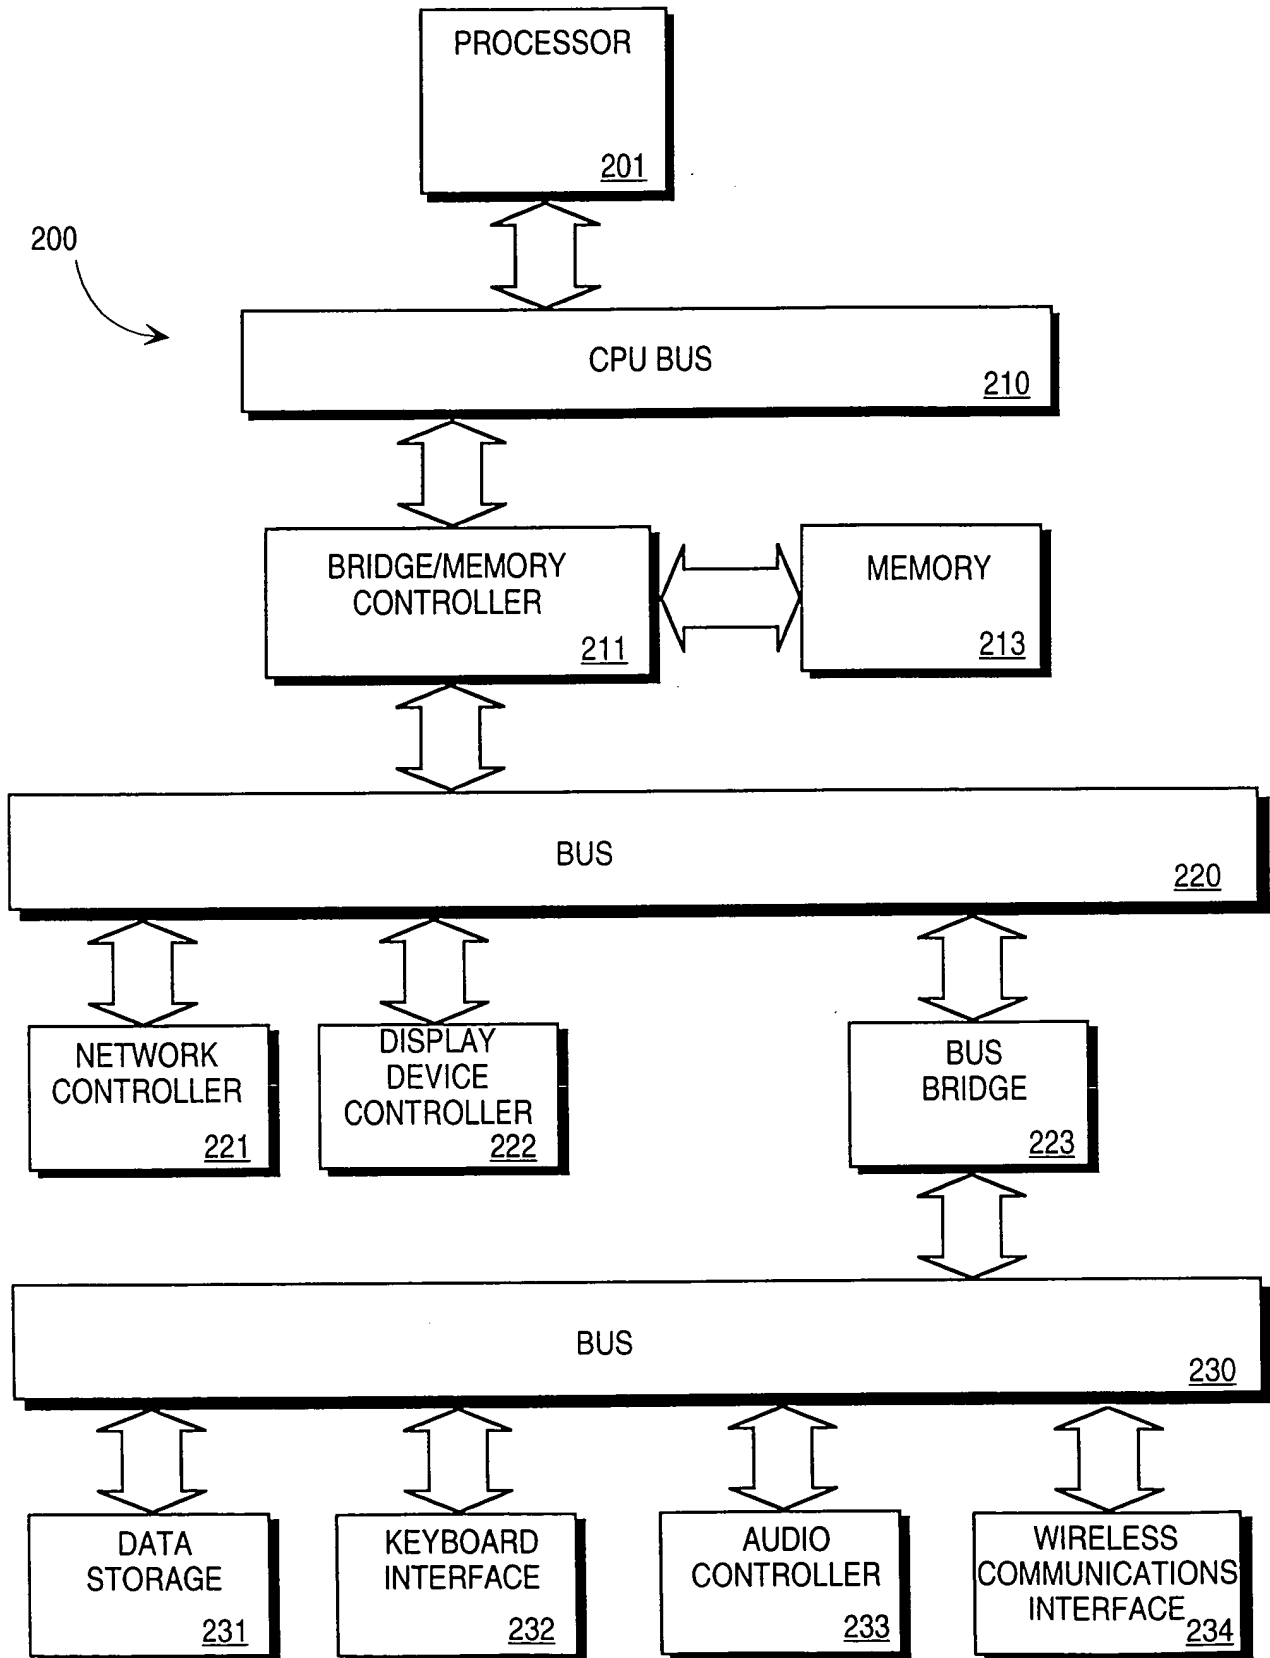 PROCESSOR
201
200
CPU BUS
210
BRIDGE/MEMORY
CONTROLLER
211
MEMORY
213
BUS
220
NETWORK
CONTROLLER
221
DISPLAY
DEVICE
CONTROLLER
222
BUS
BRIDGE
223
BUS
230
DATA
STORAGE
231
KEYBOARD
INTERFACE
232
AUDIO
CONTROLLER
233
WIRELESS
COMMUNICATIONS
INTERFACE
234